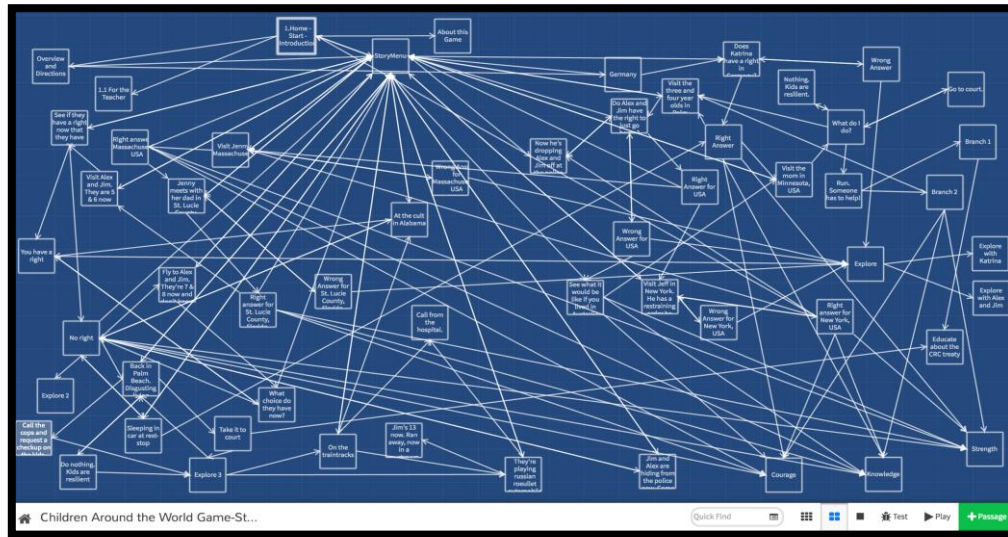 1.Home -
Start -
Introduction
About this
Game
StoryMenu
Overview
and
Directions
1.1 For the
Teacher
Germany
Does
Katrina
have a right
in
Wrong
Answer
Nothing.
Kids are
resilient.
Go to court.
See if they
have a right
now that
they have
Right answer
Massachuse
USA
Visit Jenny
Massachuse
Do Alex and
Jim have
the right to
just go
Visit the
three and
four year
olds in
What do I
do?
Right
Answer
Branch 1
Now he's
dropping
Alex and
Jim off at
Visit Alex
and Jim.
They are 5
& 6 now
Jenny
meets with
her dad in
St. Lucie
County,
for
Massachuse
USA
Right
Answer for
USA
Visit the
mom in
Minnesota,
USA
Run.
Someone
has to help!
Branch 2
At the cult
in Alabama
Wrong
Answer for
USA
You have a
right
Explore
Explore
with
Katrina
Fly to Alex
and Jim.
They're 7 &
8 now and
Wrong
Answer for
St. Lucie
County,
Right
answer for
St. Lucie
County,
See what it
would be
like if you
lived in
Visit Jeff in
New York.
He has a
restraining
Explore
with Alex
and Jim
Call from
the
hospital.
Wrong
Answer for
New York,
USA
Right
answer for
New York,
USA
No right
Educate
about the
CRC treaty
Back in
Palm
Beach.
Disgusting
Explore 2
What
choice do
they have
now?
Call the
cops and
request a
checkup on
the kids
Sleeping in
car at rest-
stop
Take it to
court
On the
traintracks
Jim's 13
now. Ran
away, now
in a
Strength
Do nothing.
Kids are
resilient
Explore 3
They're
playing
russian
roeullet
Jim and
Alex are
hiding from
the police
Courage
Knowledge
Children Around the World Game-St...
Quick Find
Test
Play
+Passage